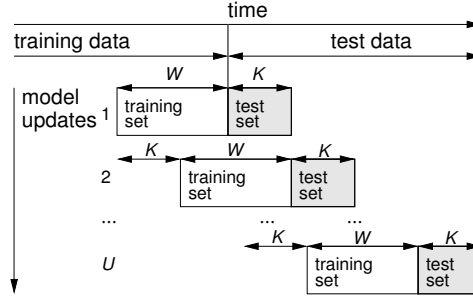 time
training data
test data
W
K
model
updates
1
training
set
test
set
K
W
K
2
training
set
test
set
...
...
...
K
W
K
U
training
set
test
set